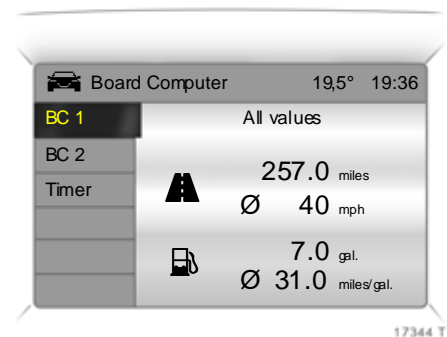 Board Computer 19,5° 19:36
BC 1
All values
BC 2
Timer
257.0 miles
Ø 40 mph
7.0 gal.
Ø 31.0 miles/gal.
17344 T